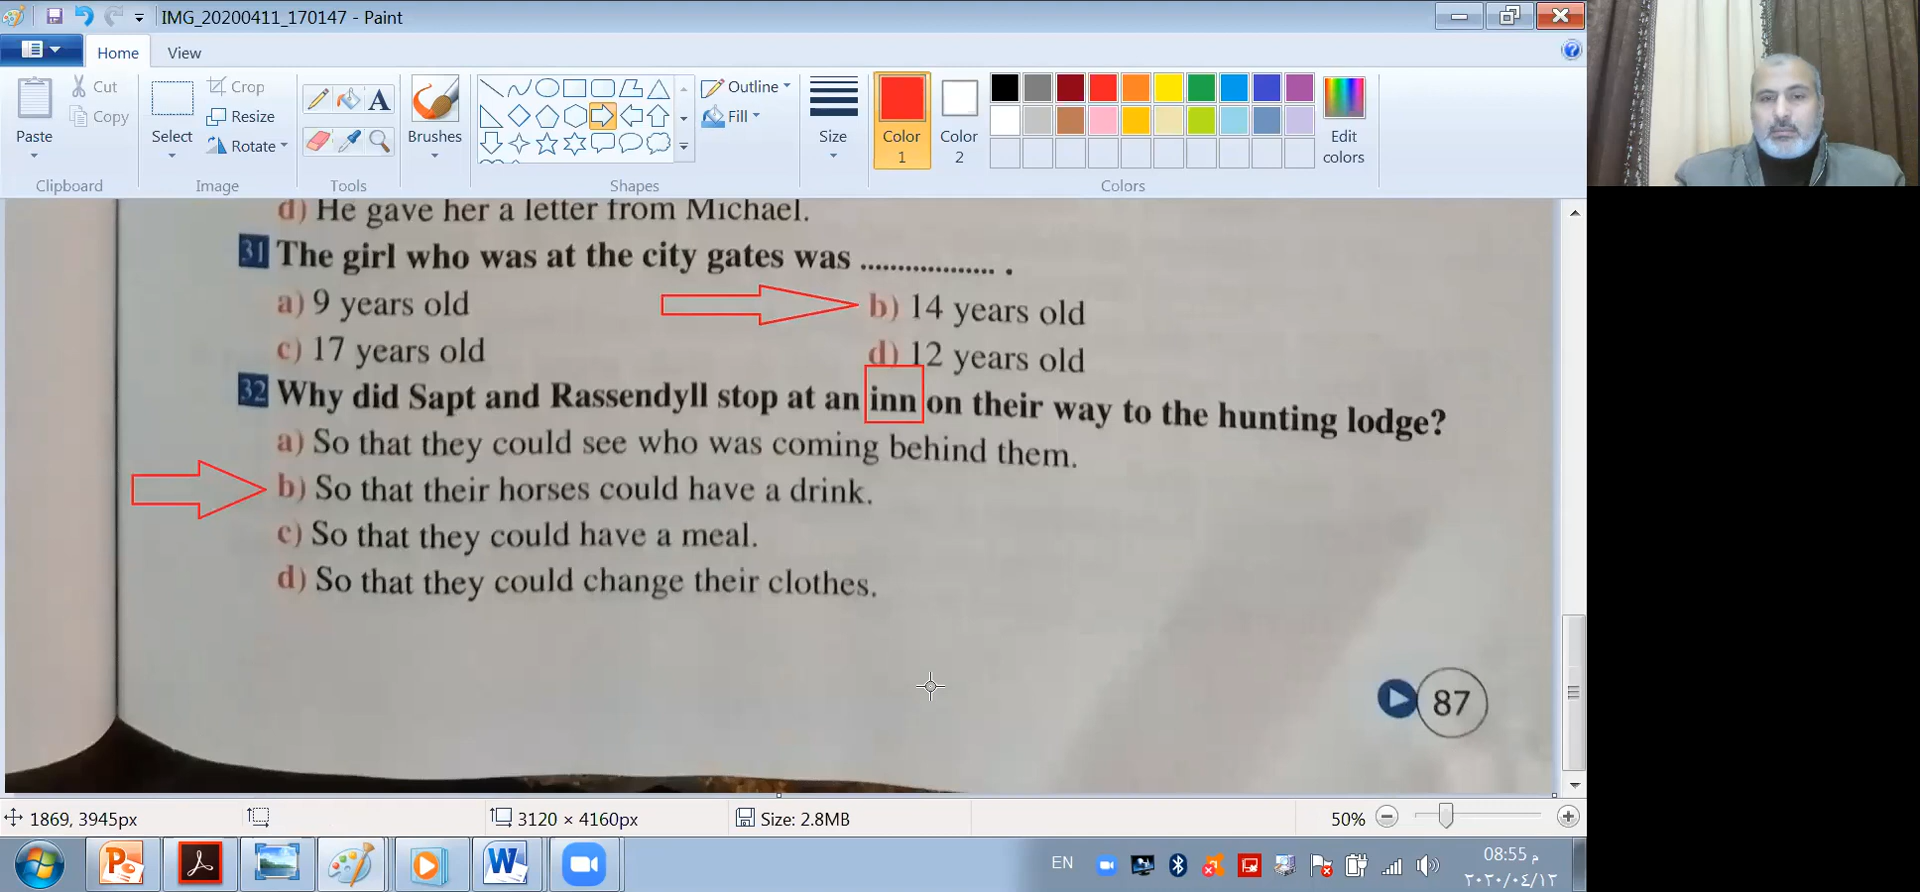 IMG_20200411_170147 - Paint
Home
View
Paste
Cut
Copy
Clipboard
Select
Crop
Resize
Rotate
Image
Tools
Brushes
Shapes
Outline
Fill
Size
Color 1
Color 2
Edit colors
Colors
d) He gave her a letter from Michael.
31 The girl who was at the city gates was .................. .
a) 9 years old
b) 14 years old
c) 17 years old
d) 12 years old
32 Why did Sapt and Rassendyll stop at an inn on their way to the hunting lodge?
a) So that they could see who was coming behind them.
b) So that their horses could have a drink.
c) So that they could have a meal.
d) So that they could change their clothes.
87
1869, 3945px
3120 × 4160px
Size: 2.8MB
50%
EN
08:55 م
٢٠٢٠/٠٤/١٢